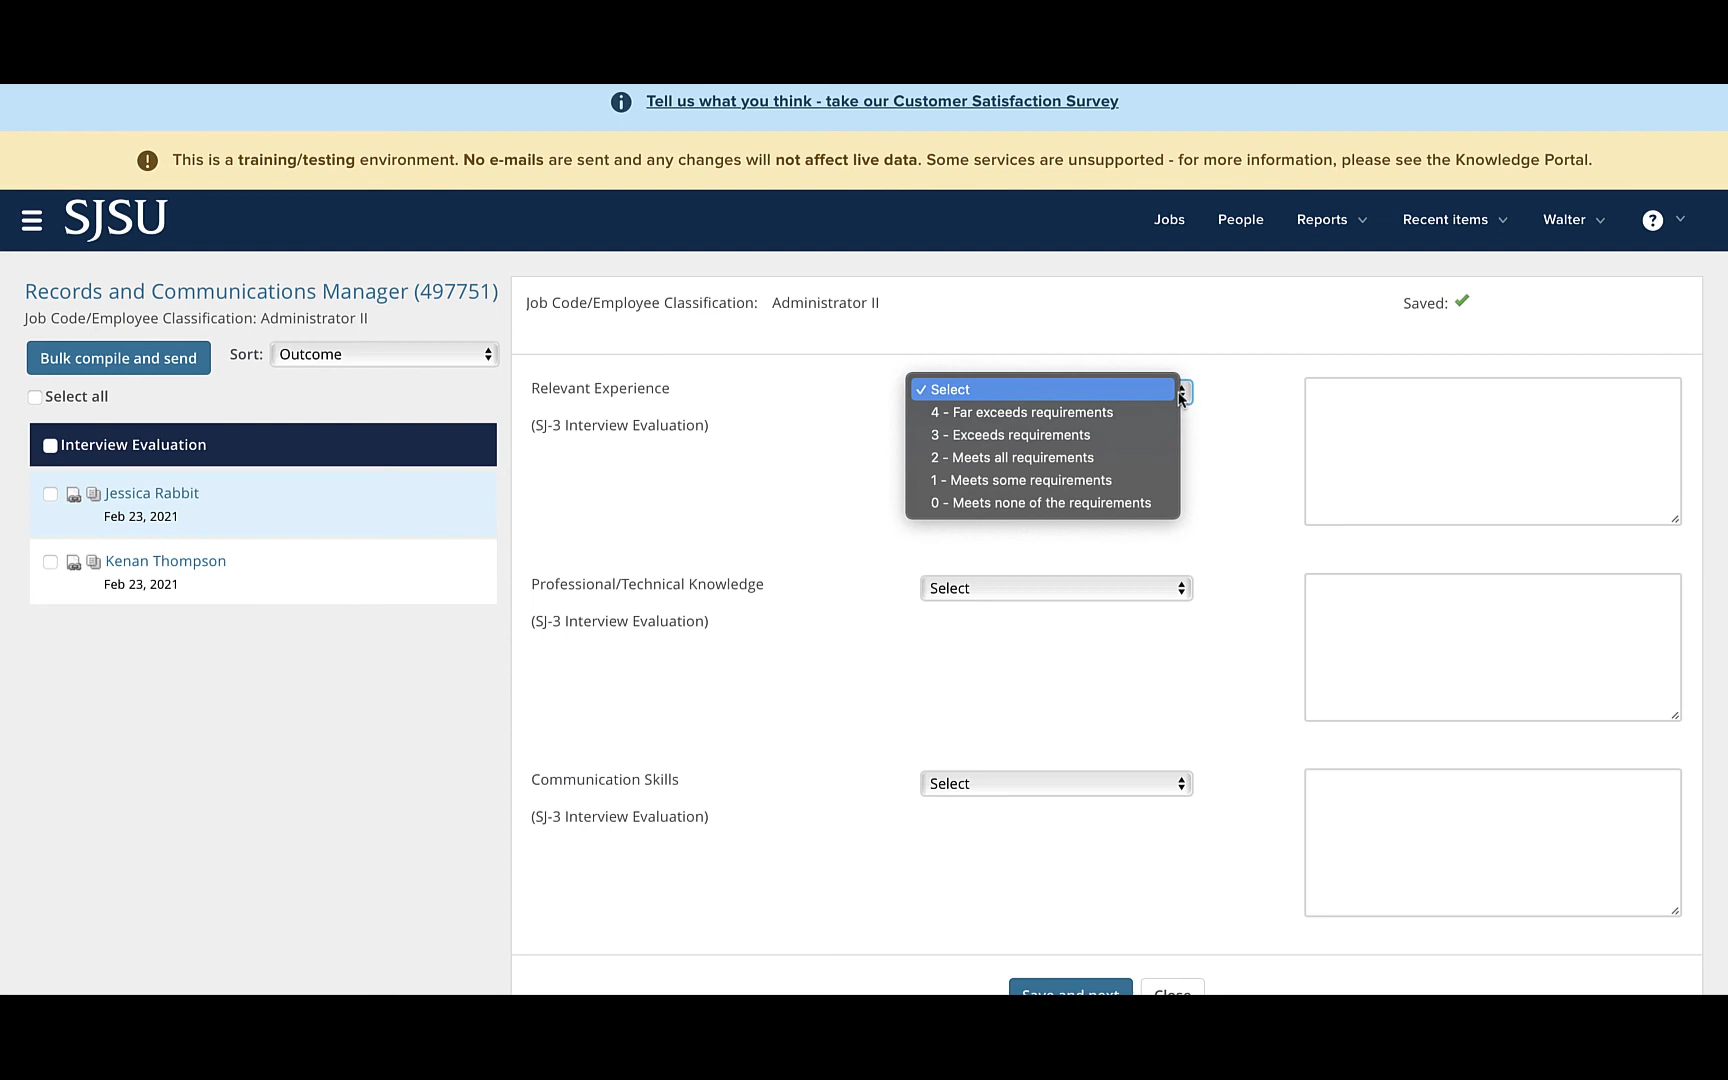 Tell us what you think - take our Customer Satisfaction Survey
This is a training/testing environment. No e-mails are sent and any changes will not affect live data. Some services are unsupported - for more information, please see the Knowledge Portal.
SJSU
Jobs
People
Reports
Recent items
Walter
?
Records and Communications Manager (497751)
Job Code/Employee Classification: Administrator II
Bulk compile and send
Sort:
Outcome
Select all
Interview Evaluation
Jessica Rabbit
Feb 23, 2021
Kenan Thompson
Feb 23, 2021
Job Code/Employee Classification: Administrator II
Saved:
Relevant Experience
(SJ-3 Interview Evaluation)
Select
4 - Far exceeds requirements
3 - Exceeds requirements
2 - Meets all requirements
1 - Meets some requirements
0 - Meets none of the requirements
Professional/Technical Knowledge
(SJ-3 Interview Evaluation)
Select
Communication Skills
(SJ-3 Interview Evaluation)
Select
Save and next
Close